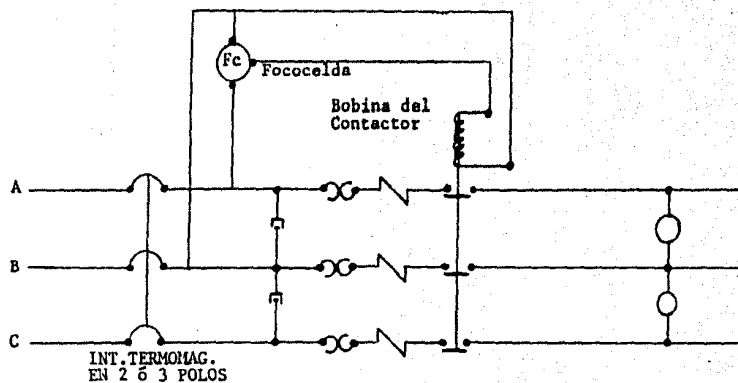 Fc
Fococelda
Bobina del
Contactor
A
B
C
INT.TERMOMAG.
EN 2 ó 3 POLOS